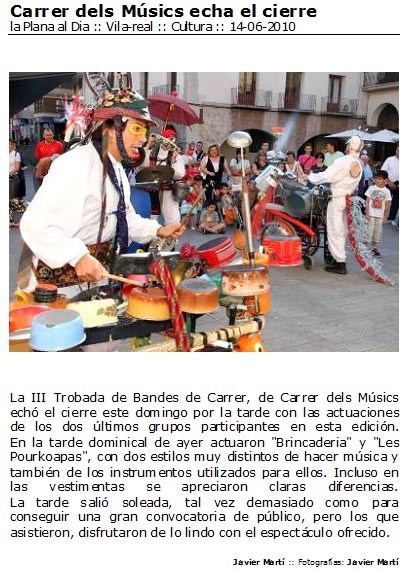 Carrer dels Músics echa el cierre
la Plana al Dia :: Vila-real :: Cultura :: 14-06-2010
La III Trobada de Bandes de Carrer, de Carrer dels Músics
echó el cierre este domingo por la tarde con las actuaciones
de los dos últimos grupos participantes en esta edición.
En la tarde dominical de ayer actuaron "Brincaderia" y "Les
Pourkoapas", con dos estilos muy distintos de hacer música y
también de los instrumentos utilizados para ellos. Incluso en
las vestimentas se apreciaron claras diferencias.
La tarde salió soleada, tal vez demasiado como para
conseguir una gran convocatoria de público, pero los que
asistieron, disfrutaron de lo lindo con el espectáculo ofrecido.
Javier Martí :: Fotografías: Javier Martí